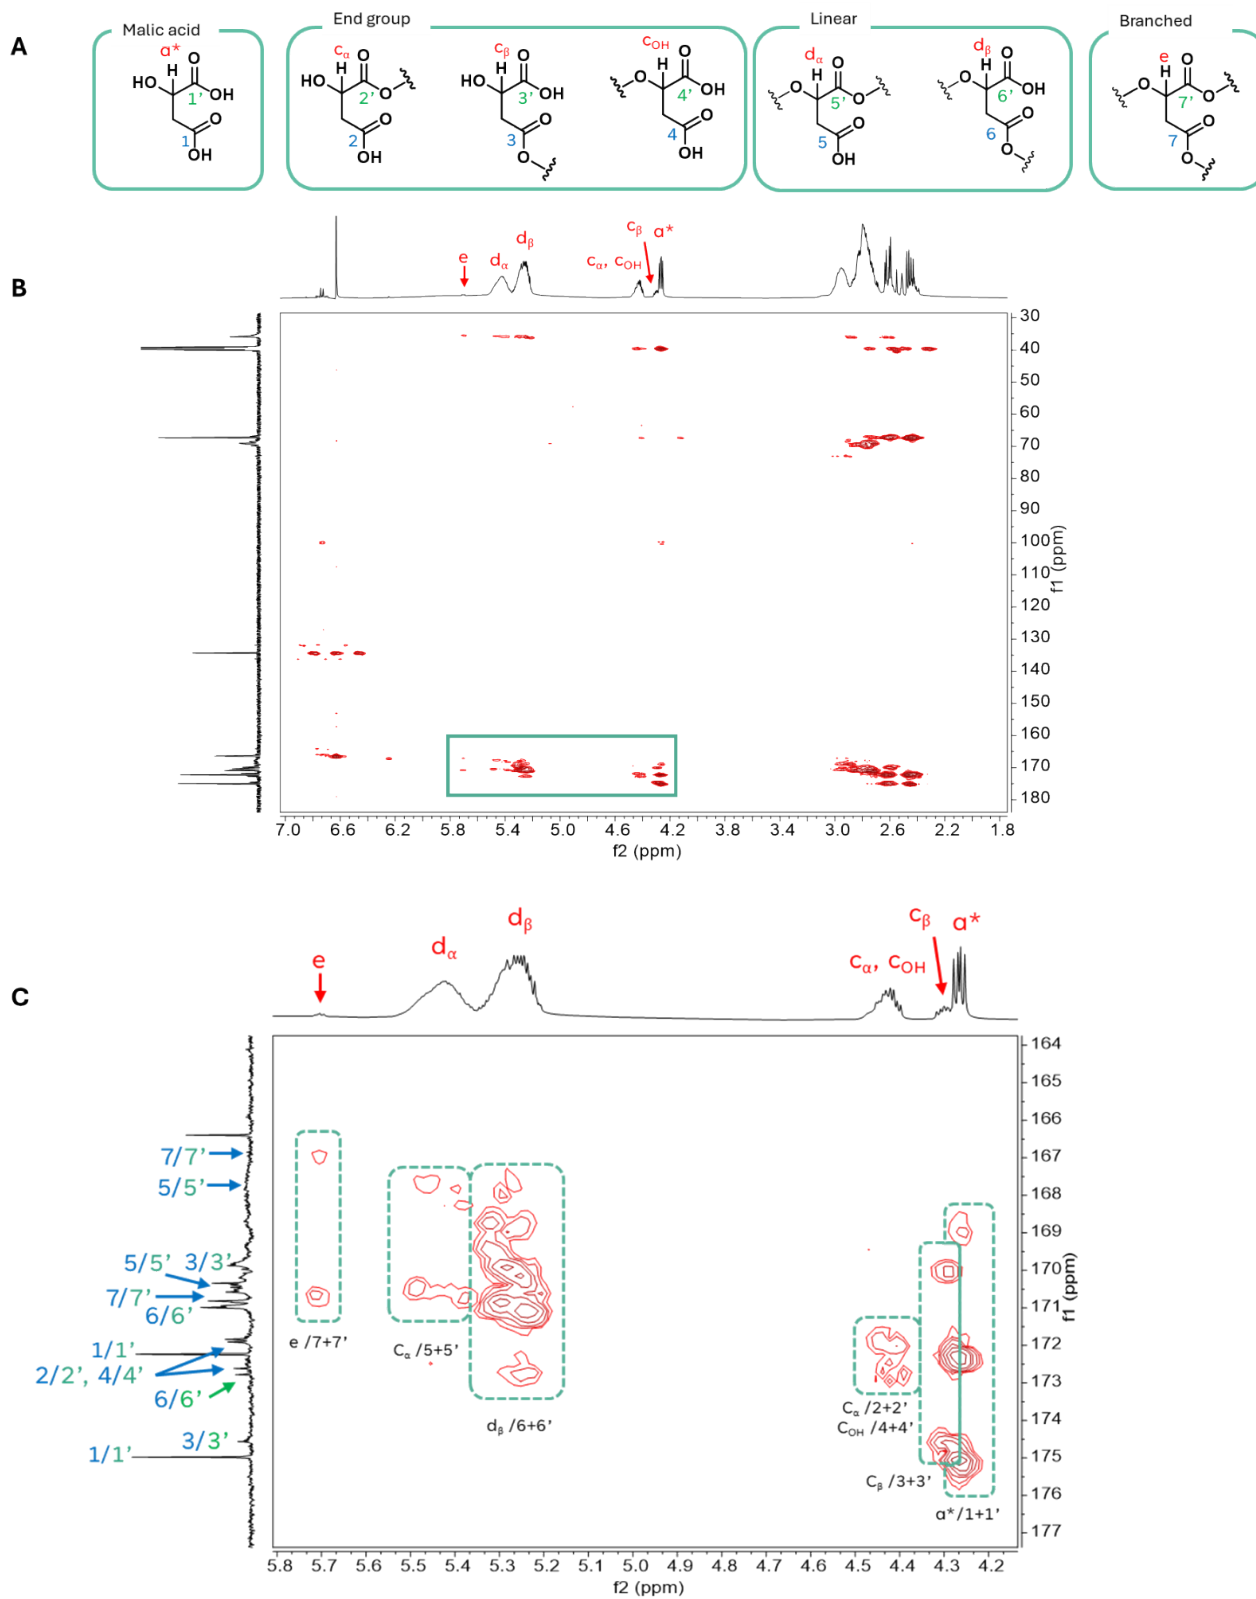 A
Malic acid
End group
Linear
Branched
a*
HO H O
1' OH
1 O
OH
cα
HO H O
2' O
2 O
OH
cβ
HO H O
3' OH
3 O
O
cOH
O H O
4' OH
4 O
OH
dα
O H O
5' O
5 O
OH
dβ
O H O
6' OH
6 O
O
e
O H O
7' O
7 O
O
B
e
dα
dβ
cα, cOH
cβ
a*
30
40
50
60
70
80
90
100
110
120
130
140
150
160
170
180
f1 (ppm)
7.0 6.6 6.2 5.8 5.4 5.0 4.6 4.2 3.8 3.4 3.0 2.6 2.2 1.8
f2 (ppm)
C
e
dα
dβ
cα, cOH
cβ
a*
7/7'
5/5'
5/5' 3/3'
7/7'
6/6'
1/1'
2/2', 4/4'
6/6'
3/3'
1/1'
e /7+7'
Cα /5+5'
*
dβ /6+6'
Cα /2+2'
COH /4+4'
Cβ /3+3'
a*/1+1'
164
165
166
167
168
169
170
171
172
173
174
175
176
177
f1 (ppm)
5.8 5.7 5.6 5.5 5.4 5.3 5.2 5.1 5.0 4.9 4.8 4.7 4.6 4.5 4.4 4.3 4.2
f2 (ppm)